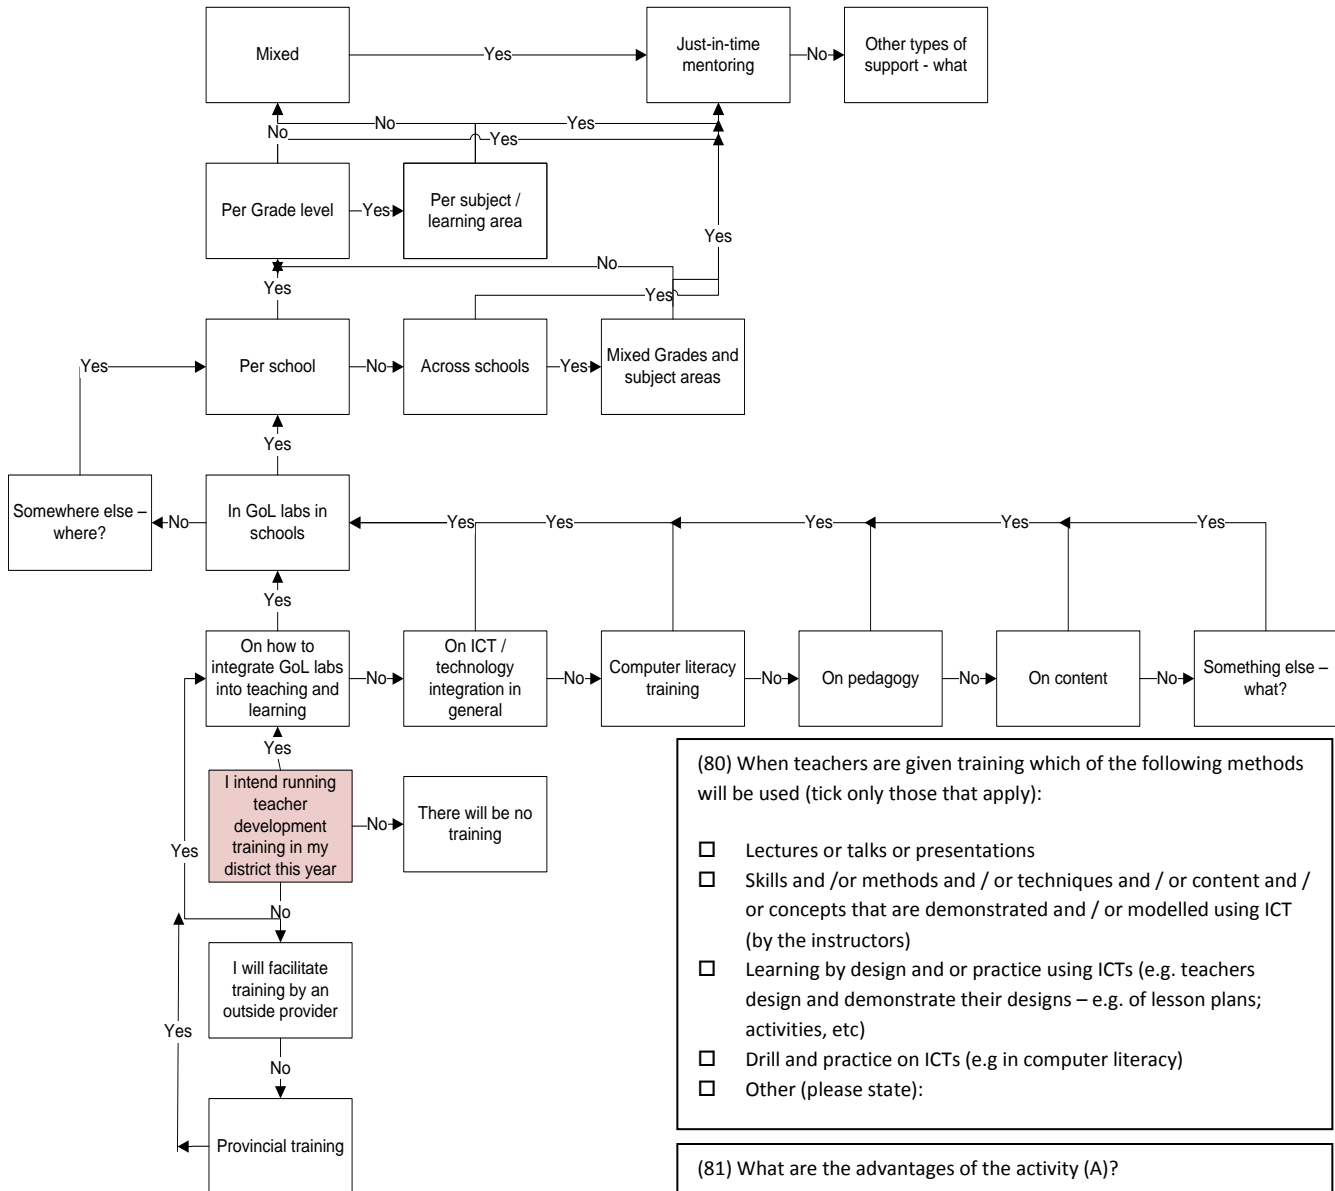 Mixed
Yes
Just-in-time
mentoring
No
Other types of
support - what
No
No
Yes
Yes
Per Grade level
Yes
Per subject /
learning area
Yes
No
Yes
Yes
Per school
No
Across schools
Yes
Mixed Grades and
subject areas
Yes
Yes
Somewhere else –
where?
No
In GoL labs in
schools
Yes
Yes
Yes
Yes
Yes
Yes
On how to
integrate GoL labs
into teaching and
learning
No
On ICT /
technology
integration in
general
No
Computer literacy
training
No
On pedagogy
No
On content
No
Something else –
what?
Yes
I intend running
teacher
development
training in my
district this year
No
There will be no
training
Yes
No
I will facilitate
training by an
outside provider
Yes
No
Provincial training
(80) When teachers are given training which of the following methods
will be used (tick only those that apply):
☐ Lectures or talks or presentations
☐ Skills and /or methods and / or techniques and / or content and /
or concepts that are demonstrated and / or modelled using ICT
(by the instructors)
☐ Learning by design and or practice using ICTs (e.g. teachers
design and demonstrate their designs – e.g. of lesson plans;
activities, etc)
☐ Drill and practice on ICTs (e.g in computer literacy)
☐ Other (please state):
(81) What are the advantages of the activity (A)?